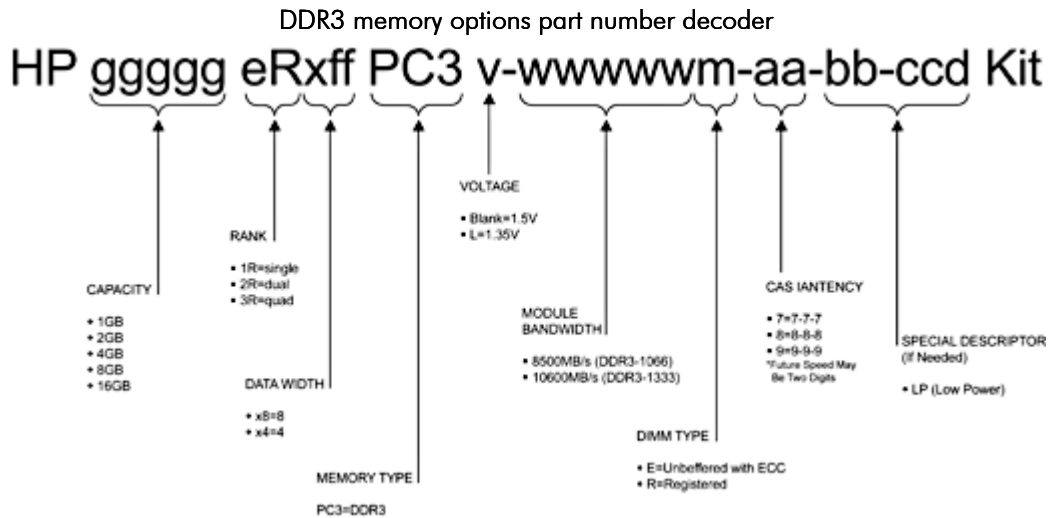 DDR3 memory options part number decoder
HP ggggg eRxff PC3 v-wwwwwm-aa-bb-ccd Kit
VOLTAGE
▪ Blank=1.5V
▪ L=1.35V
RANK
▪ 1R=single
▪ 2R=dual
▪ 3R=quad
CAPACITY
+ 1GB
+ 2GB
+ 4GB
+ 8GB
+ 16GB
CAS IANTENCY
▪ 7=7-7-7
▪ 8=8-8-8
▪ 9=9-9-9
*Future Speed May
Be Two Digits
MODULE
BANDWIDTH
▪ 8500MB/s (DDR3-1066)
▪ 10600MB/s (DDR3-1333)
SPECIAL DESCRIPTOR
(If Needed)
▪ LP (Low Power)
DATA WIDTH
+ x8=8
+ x4=4
DIMM TYPE
▪ E=Unbeffered with ECC
▪ R=Registered
MEMORY TYPE
PC3=DDR3